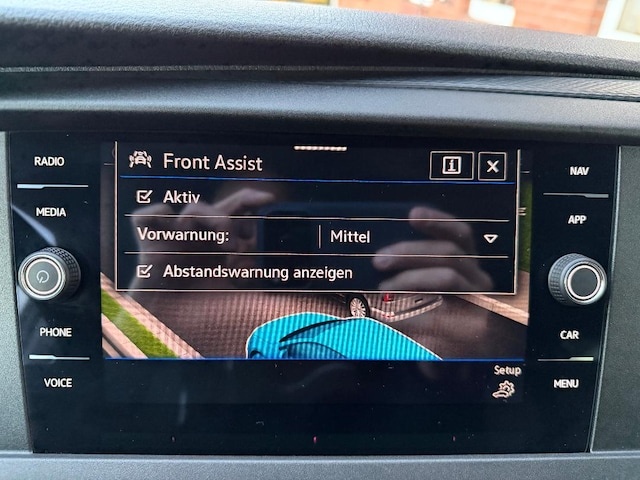 RADIO
MEDIA
PHONE
VOICE
Front Assist
i
X
Aktiv
Vorwarnung: Mittel
Abstandswarnung anzeigen
Setup
NAV
APP
CAR
MENU